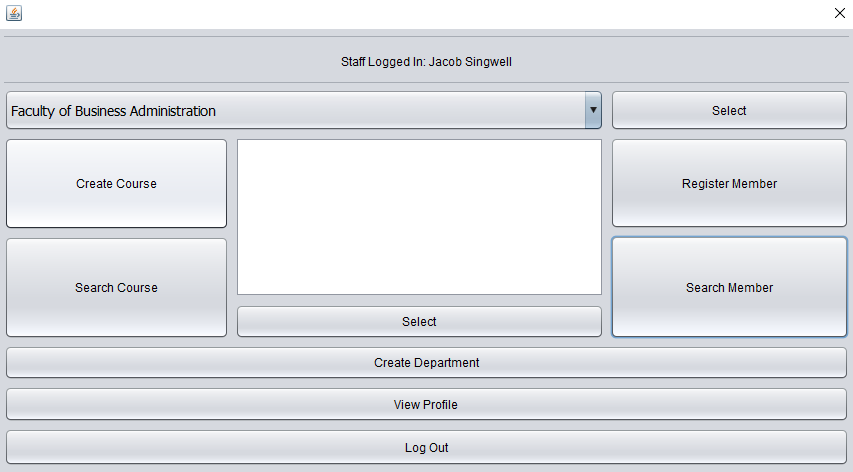 Staff Logged In: Jacob Singwell
Faculty of Business Administration
Select
Create Course
Register Member
Search Course
Search Member
Select
Create Department
View Profile
Log Out